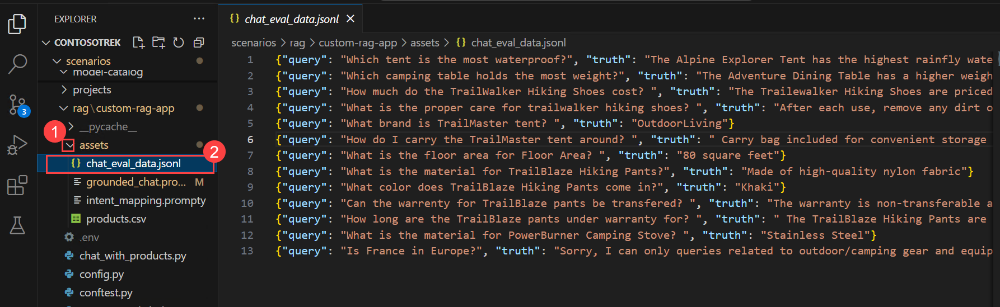 EXPLORER ···
CONTOSOTREK
scenarios
model-catalog
projects
rag\custom-rag-app
__pycache__
1
assets
2
chat_eval_data.jsonl
grounded_chat.pro... M
intent_mapping.prompty
products.csv
.env
chat_with_products.py
config.py
conftest.py
3
{} chat_eval_data.jsonl ×
scenarios > rag > custom-rag-app > assets > {} chat_eval_data.jsonl
1 {"query": "Which tent is the most waterproof?", "truth": "The Alpine Explorer Tent has the highest rainfly wate
2 {"query": "Which camping table holds the most weight?", "truth": "The Adventure Dining Table has a higher weigh
3 {"query": "How much do the TrailWalker Hiking Shoes cost? ", "truth": "The Trailewalker Hiking Shoes are priced
4 {"query": "What is the proper care for trailwalker hiking shoes? ", "truth": "After each use, remove any dirt o
5 {"query": "What brand is TrailMaster tent? ", "truth": "OutdoorLiving"}
6 {"query": "How do I carry the TrailMaster tent around? ", "truth": " Carry bag included for convenient storage
7 {"query": "What is the floor area for Floor Area? ", "truth": "80 square feet"}
8 {"query": "What is the material for TrailBlaze Hiking Pants?", "truth": "Made of high-quality nylon fabric"}
9 {"query": "What color does TrailBlaze Hiking Pants come in?", "truth": "Khaki"}
10 {"query": "Can the warrenty for TrailBlaze pants be transfered? ", "truth": "The warranty is non-transferable a
11 {"query": "How long are the TrailBlaze pants under warranty for? ", "truth": " The TrailBlaze Hiking Pants are
12 {"query": "What is the material for PowerBurner Camping Stove? ", "truth": "Stainless Steel"}
13 {"query": "Is France in Europe?", "truth": "Sorry, I can only queries related to outdoor/camping gear and equip